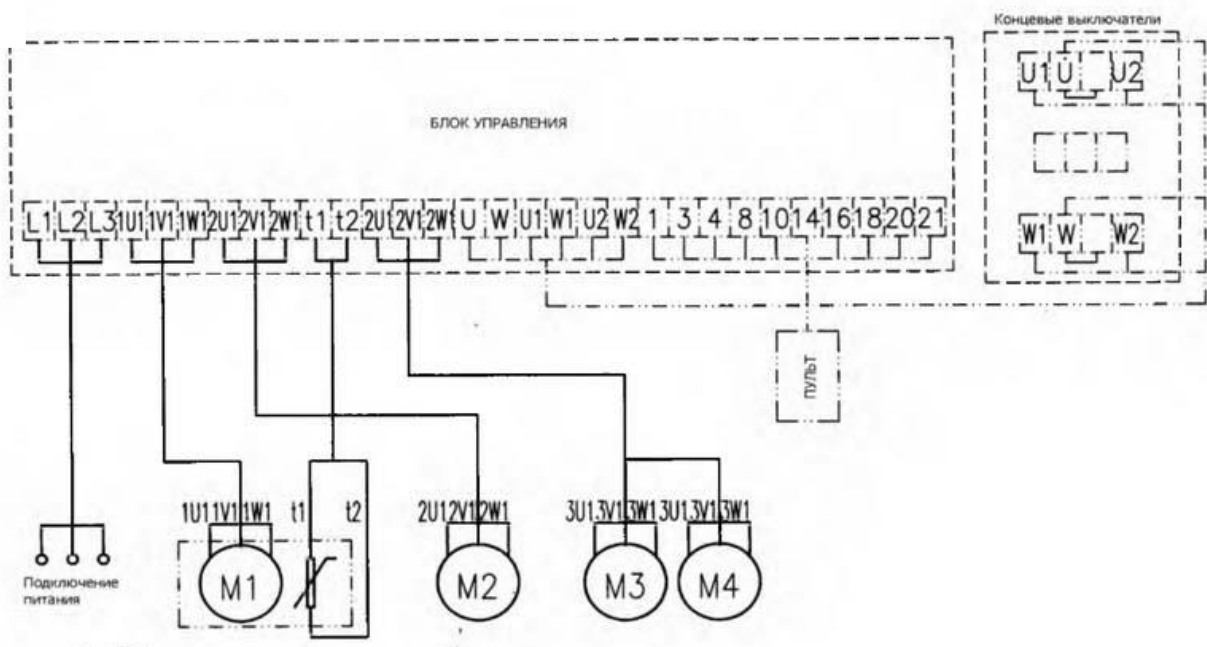 Концевые выключатели
U1 U U2
БЛОК УПРАВЛЕНИЯ
L1 L2 L3 1U1 1V1 1W1 2U1 2V1 2W1 t1 t2 2U1 2V1 2W1 U W U1 W1 U2 W2 1 3 4 8 10 14 16 18 20 21
W1 W W2
ПУЛЬТ
1U1 1V1 1W1 t1 t2 2U1 2V1 2W1 3U1 3V1 3W1 3U1 3V1 3W1
M1 M2 M3 M4
Подключение
питания